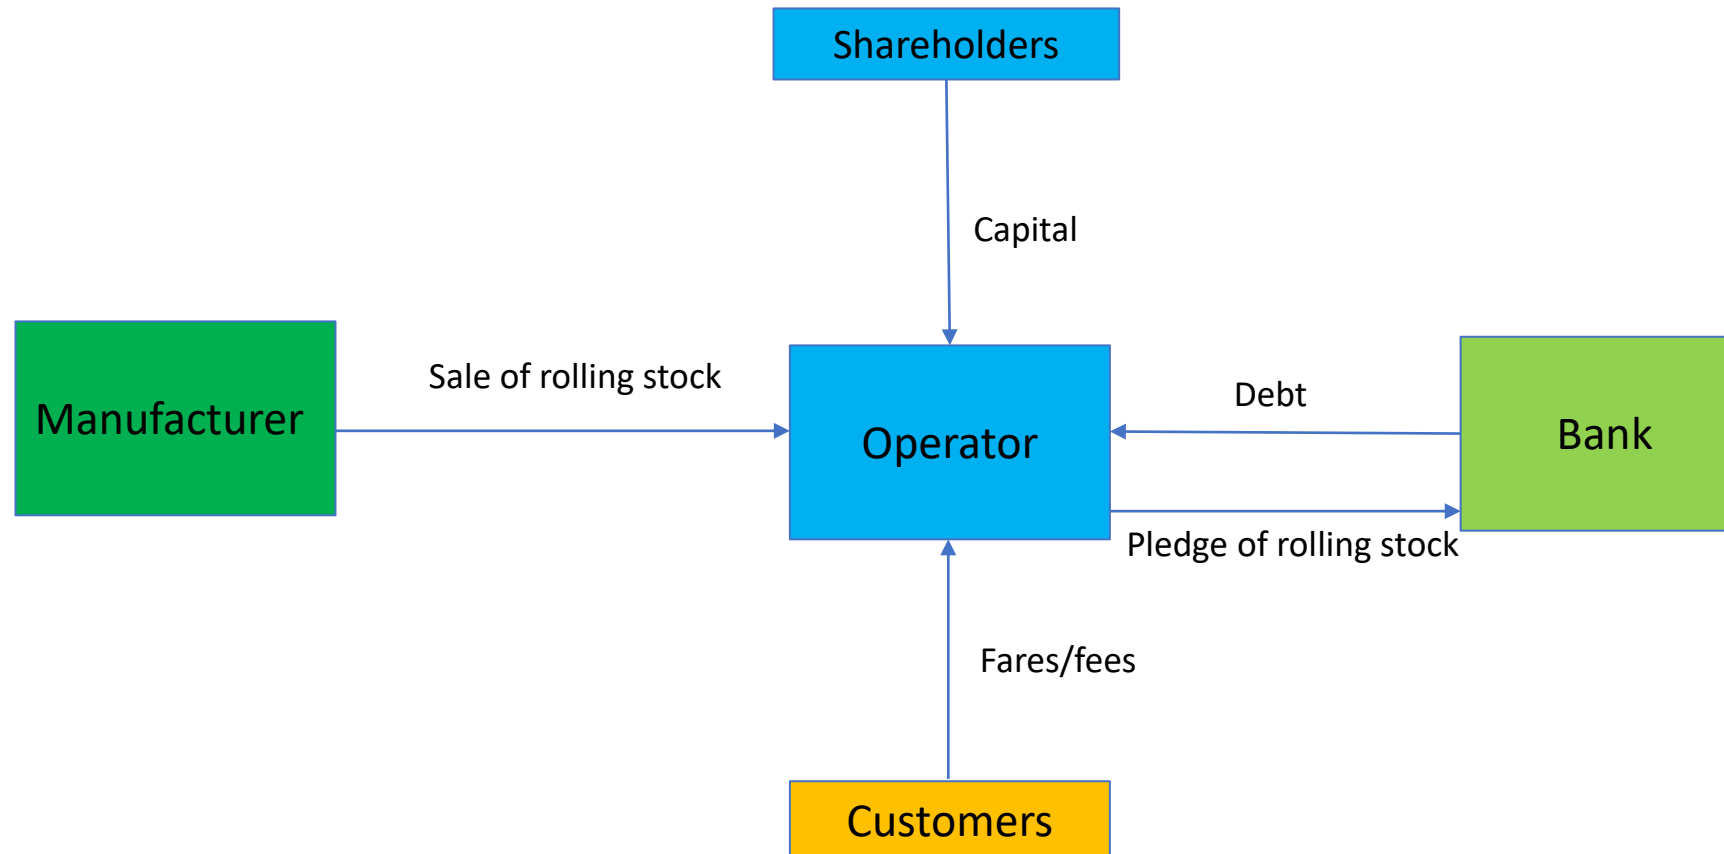 Shareholders
Capital
Sale of rolling stock
Manufacturer
Operator
Debt
Bank
Pledge of rolling stock
Fares/fees
Customers